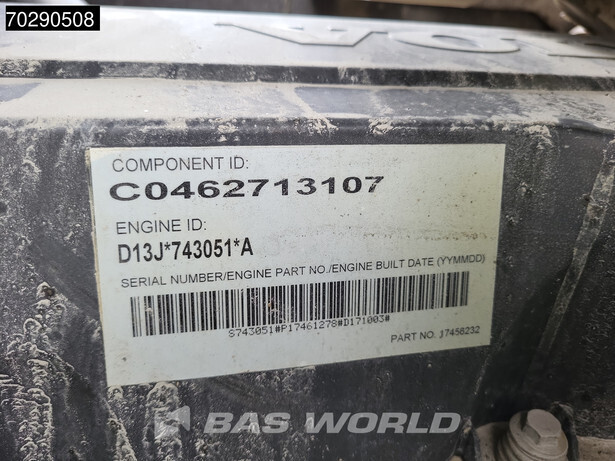 70290508
COMPONENT ID:
C0462713107
ENGINE ID:
D13J*743051*A
SERIAL NUMBER/ENGINE PART NO./ENGINE BUILT DATE (YYMMDD)
S743051#P17461278#D171003#
PART NO. 17456232
BAS WORLD